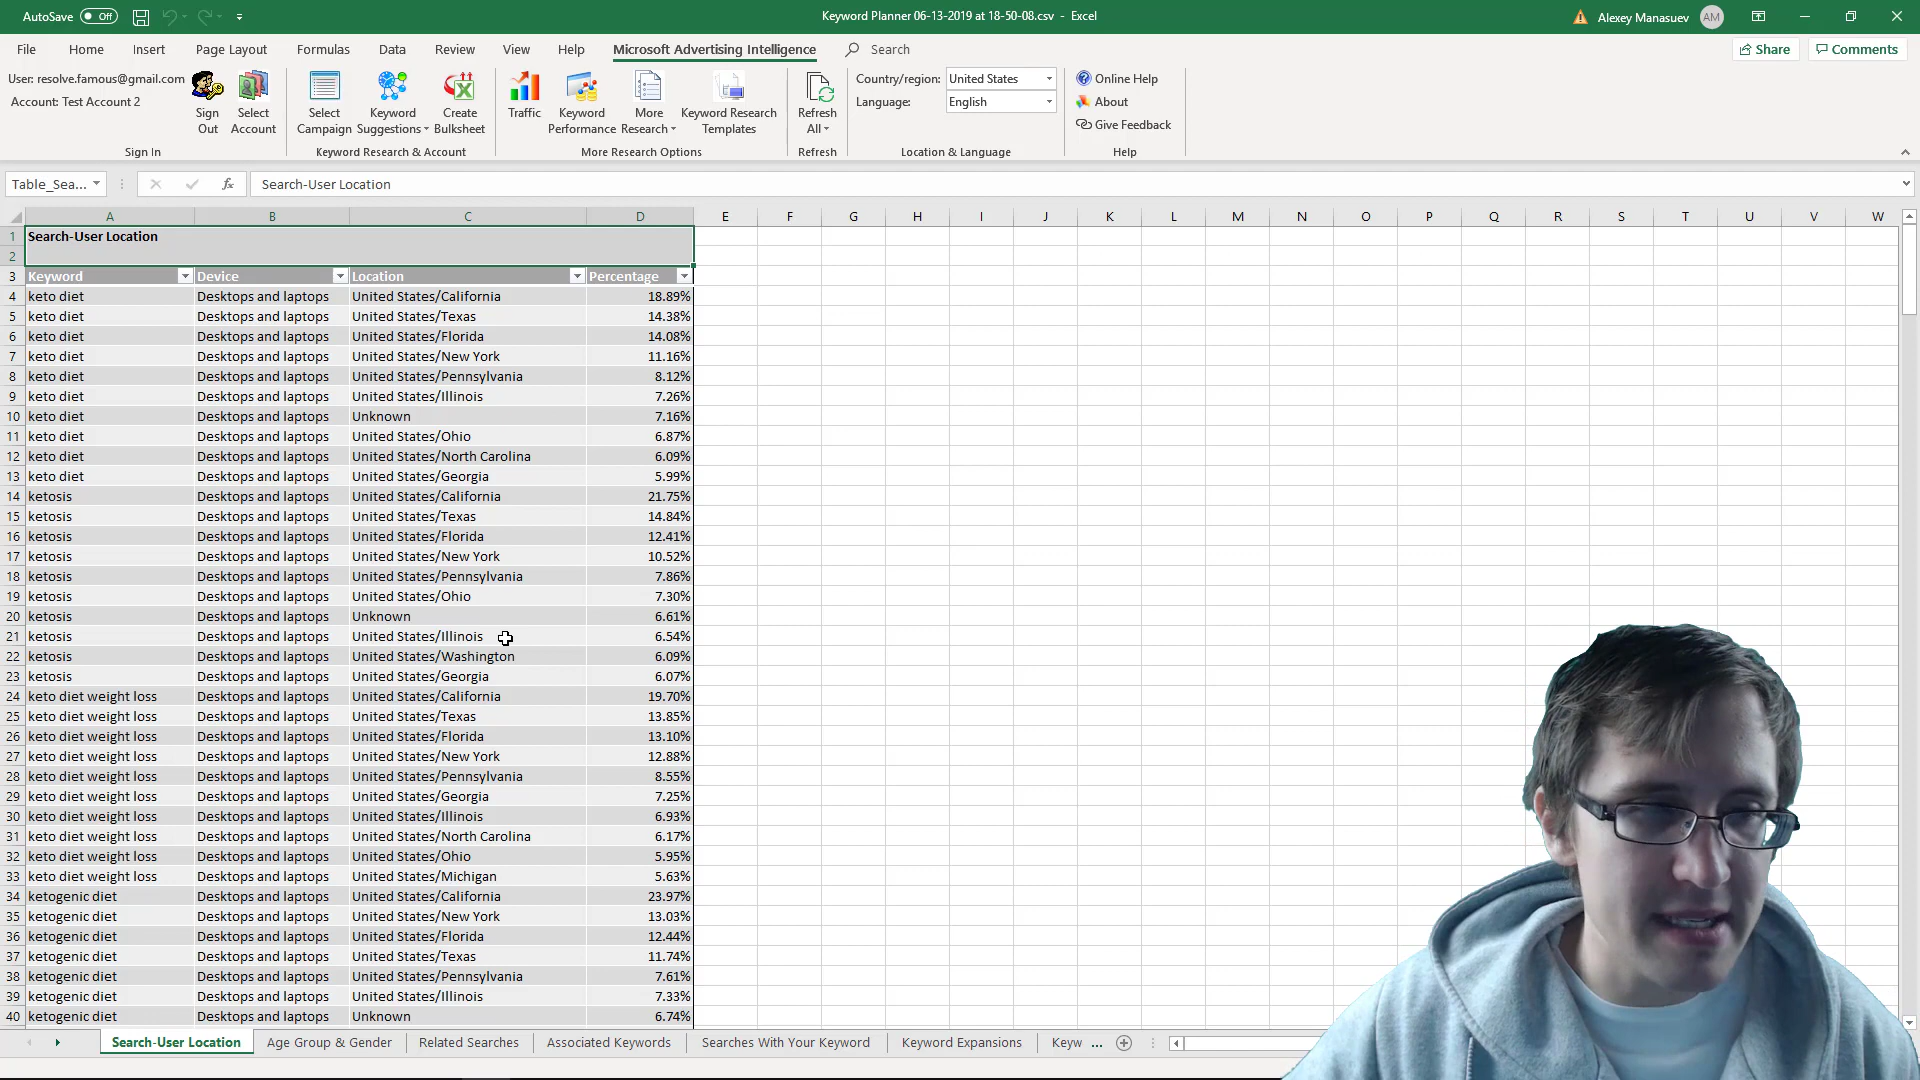 AutoSave Off Keyword Planner 06-13-2019 at 18-50-08.csv - Excel Alexey Manasuev AM
File Home Insert Page Layout Formulas Data Review View Help Microsoft Advertising Intelligence Search Share Comments
User: resolve.famous@gmail.com
Account: Test Account 2
Sign Out
Select Account
Sign In
Select Campaign
Keyword Suggestions
Create Bulksheet
Keyword Research & Account
Traffic
Keyword Performance
More Research
Keyword Research Templates
More Research Options
Refresh All
Refresh
Country/region: United States
Language: English
Location & Language
Online Help
About
Give Feedback
Help
Table_Sea... fx Search-User Location
A B C D E F G H I J K L M N O P Q R S T U V W
1 Search-User Location
2
3 Keyword Device Location Percentage
4 keto diet Desktops and laptops United States/California 18.89%
5 keto diet Desktops and laptops United States/Texas 14.38%
6 keto diet Desktops and laptops United States/Florida 14.08%
7 keto diet Desktops and laptops United States/New York 11.16%
8 keto diet Desktops and laptops United States/Pennsylvania 8.12%
9 keto diet Desktops and laptops United States/Illinois 7.26%
10 keto diet Desktops and laptops Unknown 7.16%
11 keto diet Desktops and laptops United States/Ohio 6.87%
12 keto diet Desktops and laptops United States/North Carolina 6.09%
13 keto diet Desktops and laptops United States/Georgia 5.99%
14 ketosis Desktops and laptops United States/California 21.75%
15 ketosis Desktops and laptops United States/Texas 14.84%
16 ketosis Desktops and laptops United States/Florida 12.41%
17 ketosis Desktops and laptops United States/New York 10.52%
18 ketosis Desktops and laptops United States/Pennsylvania 7.86%
19 ketosis Desktops and laptops United States/Ohio 7.30%
20 ketosis Desktops and laptops Unknown 6.61%
21 ketosis Desktops and laptops United States/Illinois 6.54%
22 ketosis Desktops and laptops United States/Washington 6.09%
23 ketosis Desktops and laptops United States/Georgia 6.07%
24 keto diet weight loss Desktops and laptops United States/California 19.70%
25 keto diet weight loss Desktops and laptops United States/Texas 13.85%
26 keto diet weight loss Desktops and laptops United States/Florida 13.10%
27 keto diet weight loss Desktops and laptops United States/New York 12.88%
28 keto diet weight loss Desktops and laptops United States/Pennsylvania 8.55%
29 keto diet weight loss Desktops and laptops United States/Georgia 7.25%
30 keto diet weight loss Desktops and laptops United States/Illinois 6.93%
31 keto diet weight loss Desktops and laptops United States/North Carolina 6.17%
32 keto diet weight loss Desktops and laptops United States/Ohio 5.95%
33 keto diet weight loss Desktops and laptops United States/Michigan 5.63%
34 ketogenic diet Desktops and laptops United States/California 23.97%
35 ketogenic diet Desktops and laptops United States/New York 13.03%
36 ketogenic diet Desktops and laptops United States/Florida 12.44%
37 ketogenic diet Desktops and laptops United States/Texas 11.74%
38 ketogenic diet Desktops and laptops United States/Pennsylvania 7.61%
39 ketogenic diet Desktops and laptops United States/Illinois 7.33%
40 ketogenic diet Desktops and laptops Unknown 6.74%
Search-User Location Age Group & Gender Related Searches Associated Keywords Searches With Your Keyword Keyword Expansions Keyw ...